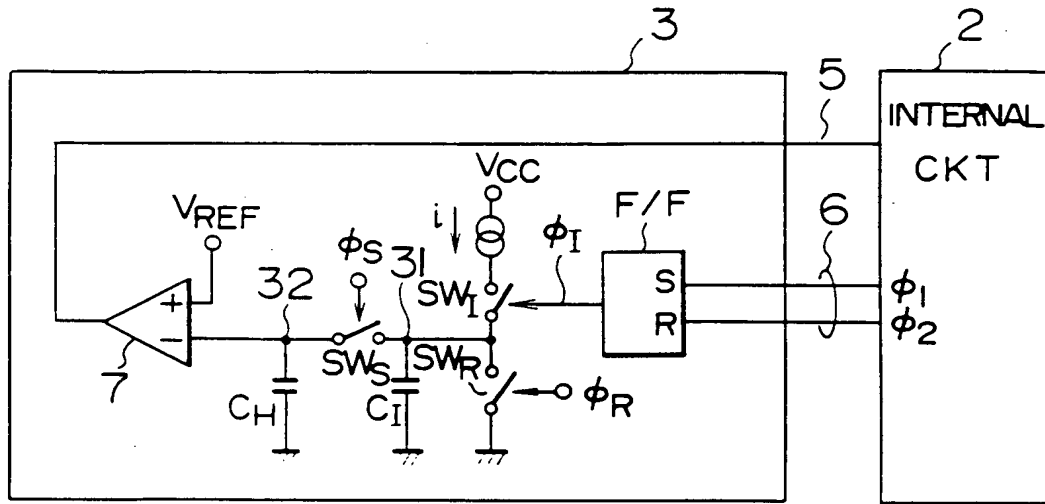 3
2
5
INTERNAL
CKT
VCC
VREF
i
F/F
6
φS
31
φI
32
SWI
S
φ1
+
R
φ2
−
SWS
SWR
7
CH
CI
φR